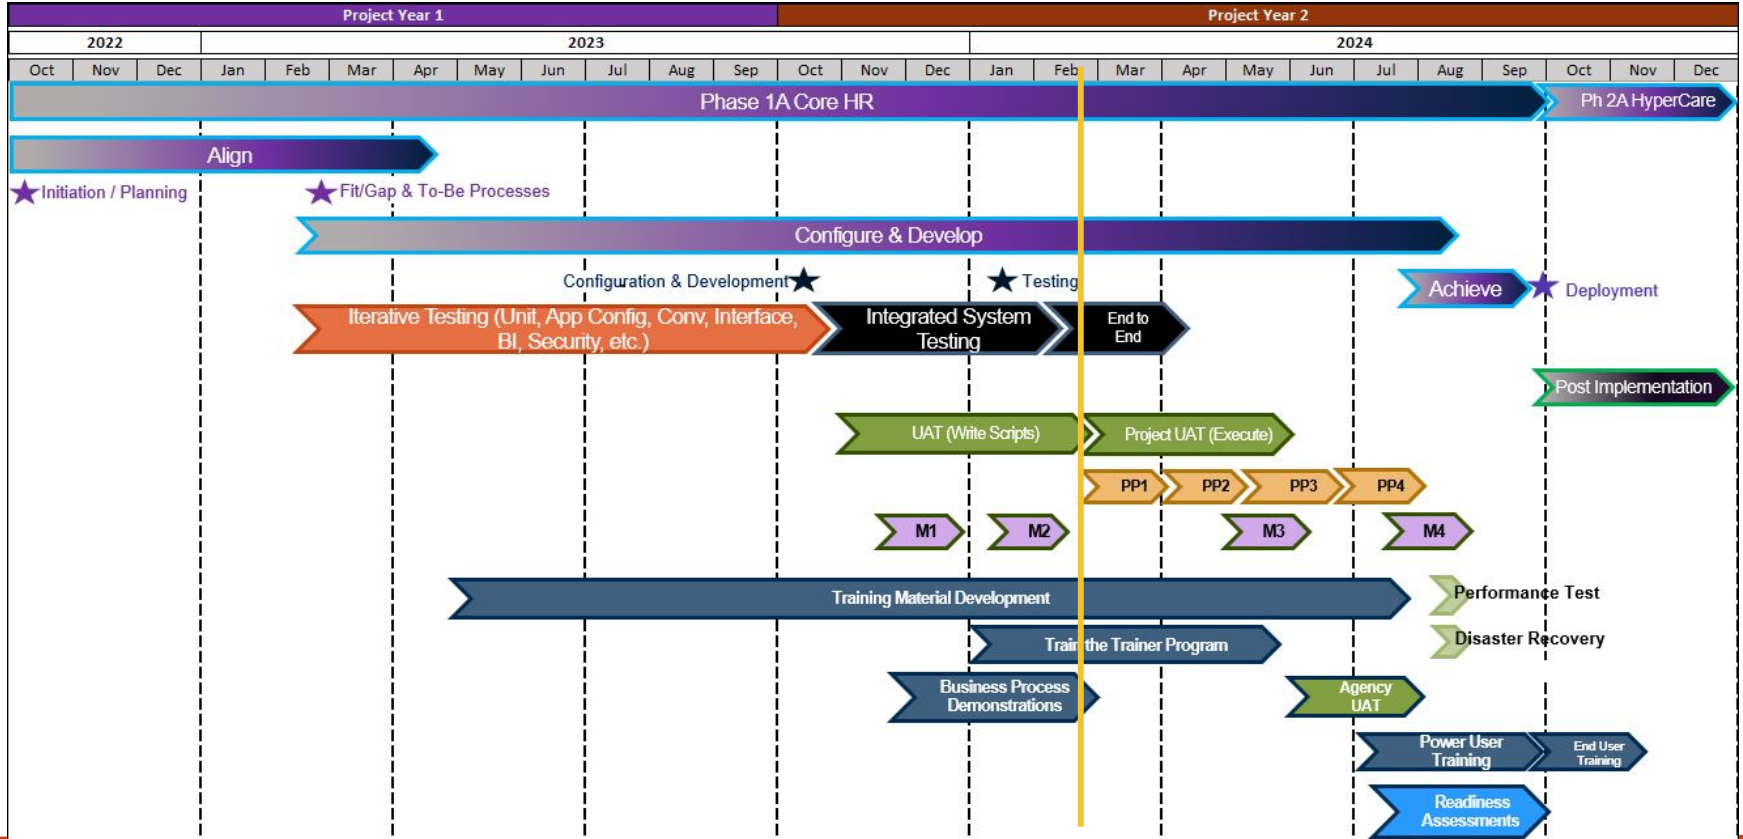 Project Year 1 Project Year 2
2022 2023 2024
Oct Nov Dec Jan Feb Mar Apr May Jun Jul Aug Sep Oct Nov Dec Jan Feb Mar Apr May Jun Jul Aug Sep Oct Nov Dec
Phase 1A Core HR Ph 2A HyperCare
Align
Initiation / Planning Fit/Gap & To-Be Processes
Configure & Develop
Configuration & Development Testing
Achieve Deployment
Iterative Testing (Unit, App Config, Conv, Interface,
BI, Security, etc.)
Integrated System
Testing
End to
End
Post Implementation
UAT (Write Scripts) Project UAT (Execute)
PP1 PP2 PP3 PP4
M1 M2 M3 M4
Training Material Development Performance Test
Train the Trainer Program Disaster Recovery
Business Process
Demonstrations
Agency
UAT
Power User
Training
End User
Training
Readiness
Assessments